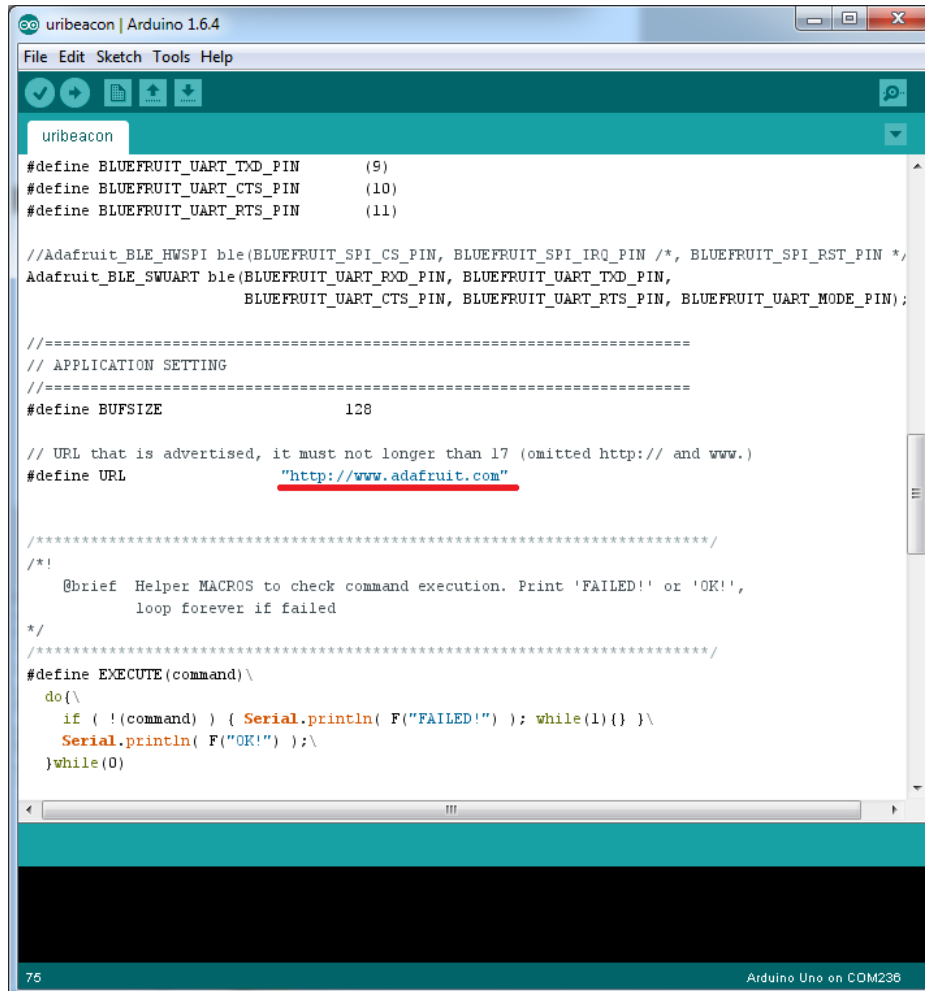 uribeacon | Arduino 1.6.4
File Edit Sketch Tools Help
uribeacon
#define BLUEFRUIT_UART_TXD_PIN (9)
#define BLUEFRUIT_UART_CTS_PIN (10)
#define BLUEFRUIT_UART_RTS_PIN (11)
//Adafruit_BLE_HWSPI ble(BLUEFRUIT_SPI_CS_PIN, BLUEFRUIT_SPI_IRQ_PIN /*, BLUEFRUIT_SPI_RST_PIN */
Adafruit_BLE_SWUART ble(BLUEFRUIT_UART_RXD_PIN, BLUEFRUIT_UART_TXD_PIN,
BLUEFRUIT_UART_CTS_PIN, BLUEFRUIT_UART_RTS_PIN, BLUEFRUIT_UART_MODE_PIN);
//========================================================================
// APPLICATION SETTING
//========================================================================
#define BUFSIZE 128
// URL that is advertised, it must not longer than 17 (omitted http:// and www.)
#define URL "http://www.adafruit.com"
/**************************************************************************/
/*!
@brief Helper MACROS to check command execution. Print 'FAILED!' or 'OK!',
loop forever if failed
*/
/**************************************************************************/
#define EXECUTE(command)\
do{\
if ( !(command) ) { Serial.println( F("FAILED!") ); while(1){} }\
Serial.println( F("OK!") );\
}while(0)
75
Arduino Uno on COM236